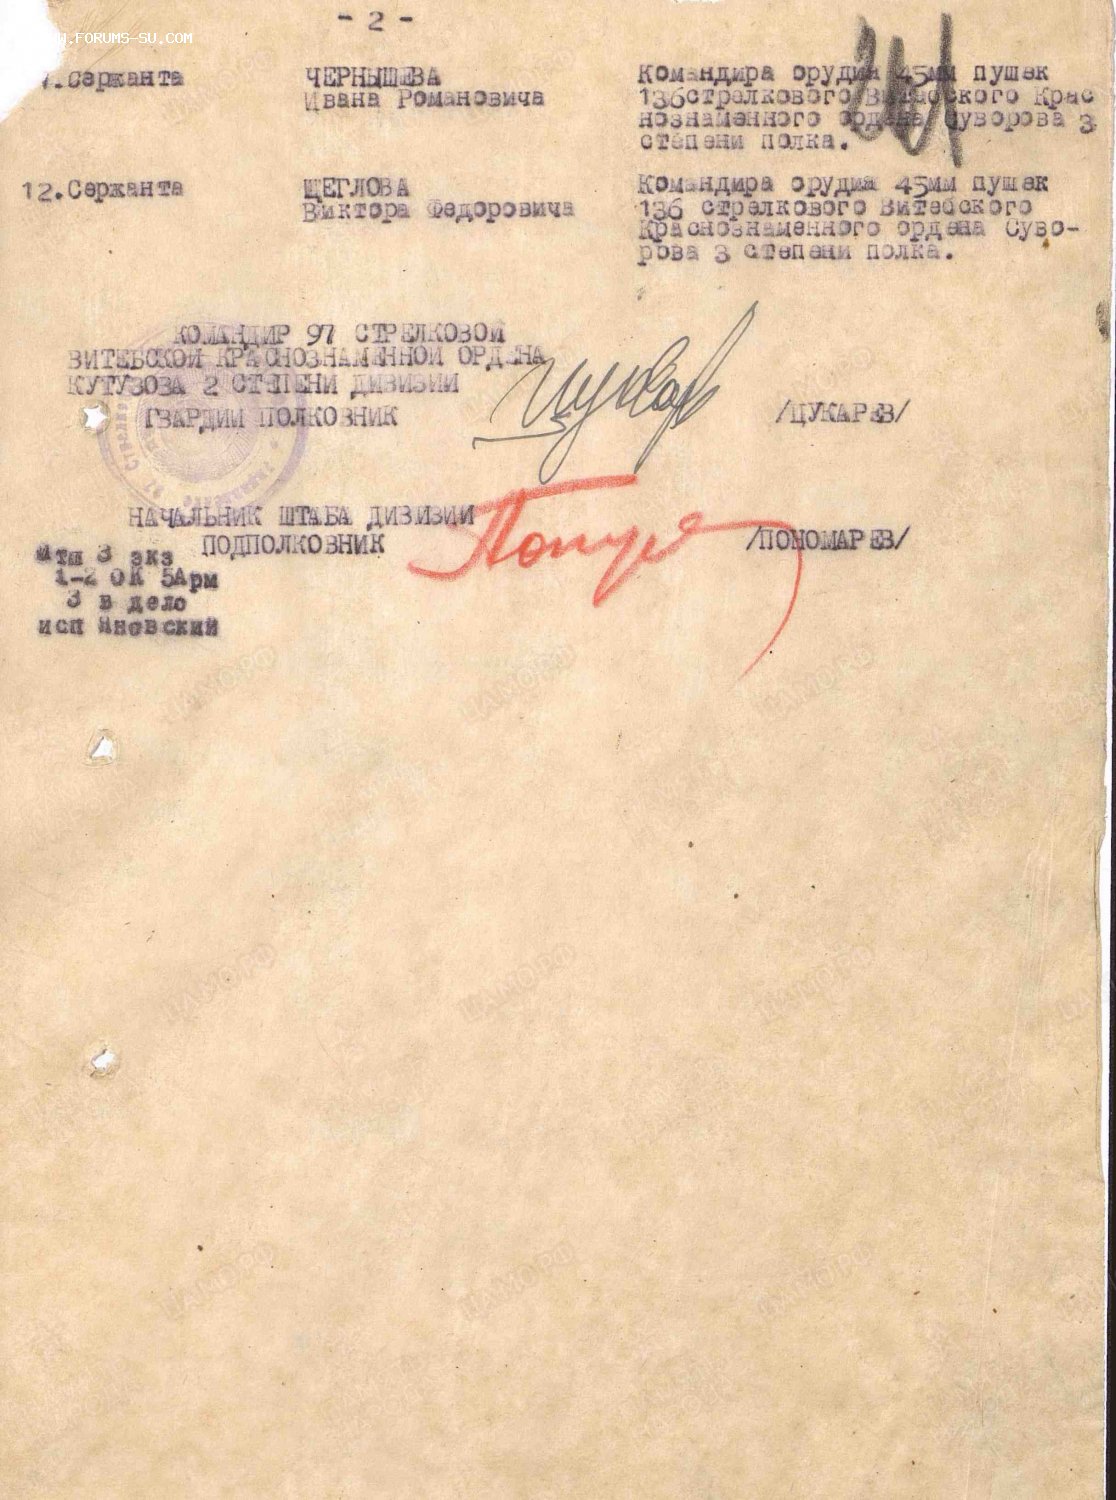 - 2 -
.FORUMS-SU.COM
.Сержанта ЧЕРНЫШЕВА Командира орудия 45мм пушек
Ивана Романовича 136стрелкового Витебского Крас
нознаменного ордена Суворова 3
степени полка.
12.Сержанта ЩЕГЛОВА Командира орудия 45мм пушек
Виктора Федоровича 136 стрелкового Витебского
Краснознаменного ордена Суво-
рова 3 степени полка.
КОМАНДИР 97 СТРЕЛКОВОЙ
ВИТЕБСКОЙ КРАСНОЗНАМЕННОЙ ОРДЕНА
КУТУЗОВА 2 СТЕПЕНИ ДИВИЗИИ
ГВАРДИИ ПОЛКОВНИК /ЦУКАРЕВ/
НАЧАЛЬНИК ШТАБА ДИВИЗИИ
ПОДПОЛКОВНИК /ПОНОМАРЕВ/
3 экз
1-2 ОК 5Арм
3 в дело
исп Яновский
ЦАМО.РФ